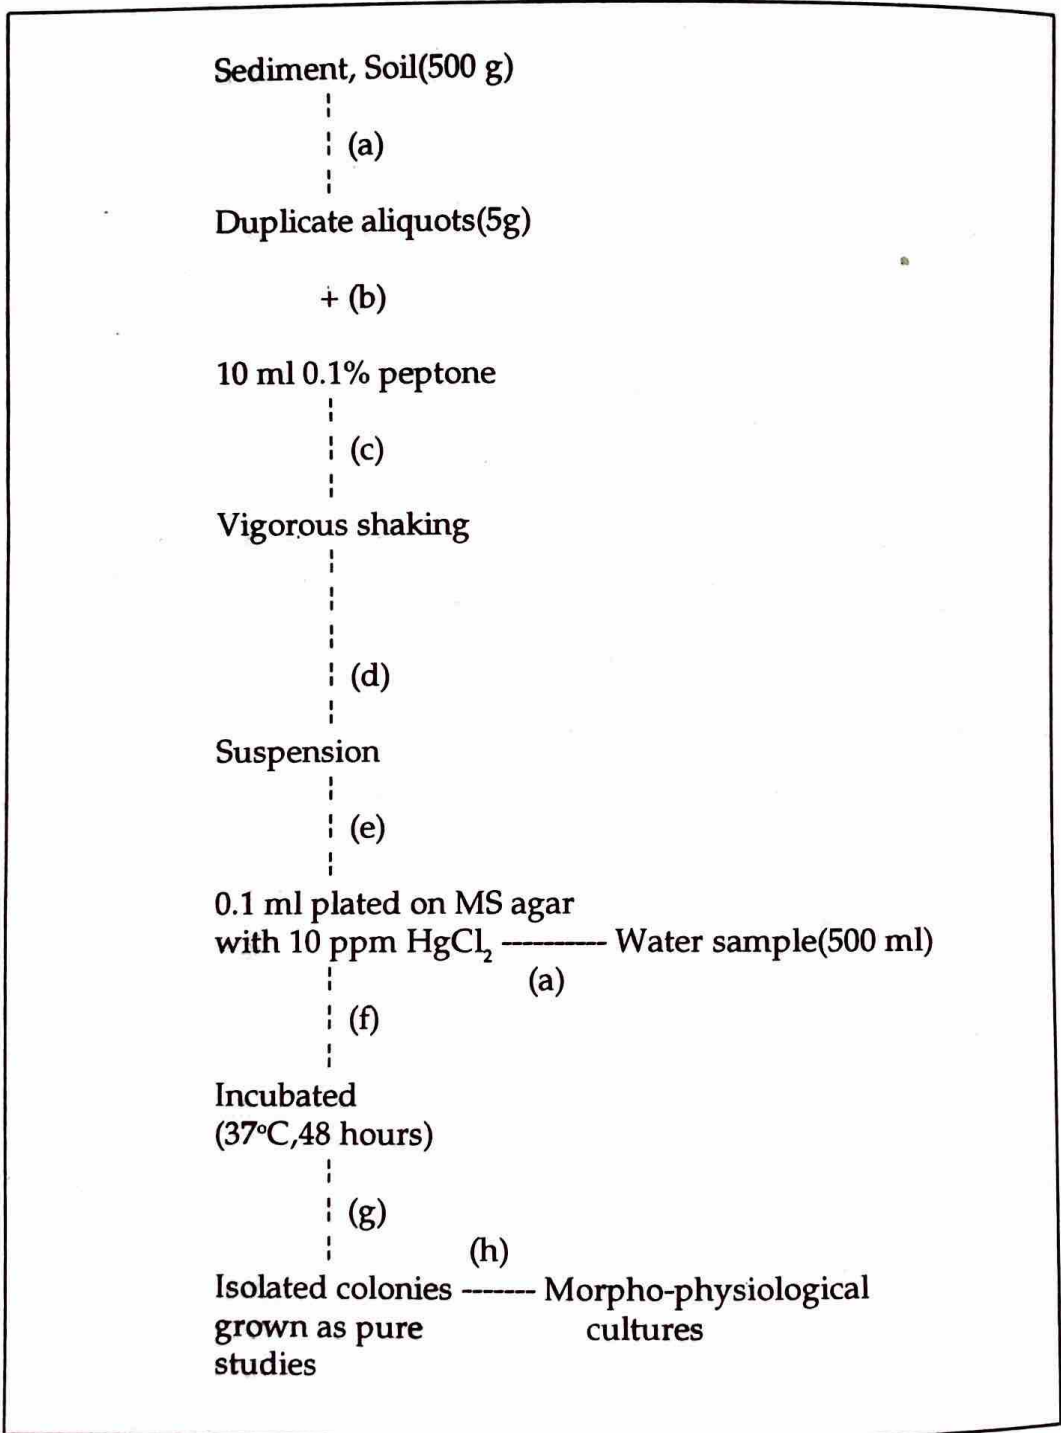 Sediment, Soil(500 g)
(a)
Duplicate aliquots(5g)
+ (b)
10 ml 0.1% peptone
(c)
Vigorous shaking
(d)
Suspension
(e)
0.1 ml plated on MS agar
with 10 ppm HgCl₂ ---------- Water sample(500 ml)
(a)
(f)
Incubated
(37°C,48 hours)
(g)
(h)
Isolated colonies ------- Morpho-physiological
grown as pure cultures
studies